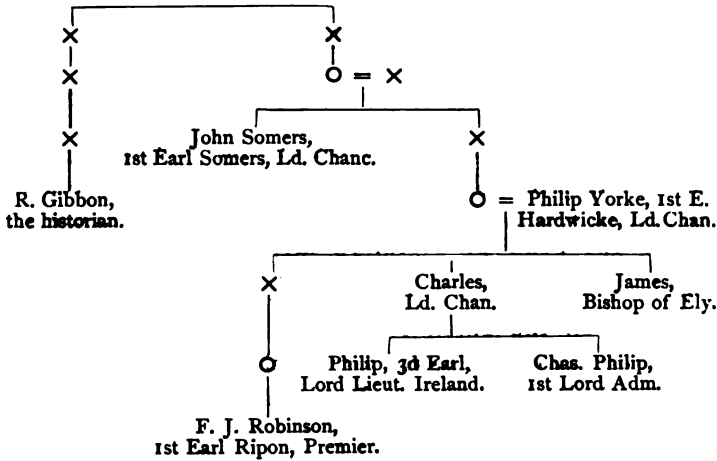 × ×
× O = ×
×
John Somers,
1st Earl Somers, Ld. Chanc.
×
R. Gibbon,
the historian.
O = Philip Yorke, 1st E.
Hardwicke, Ld. Chan.
×
Charles,
Ld. Chan.
James,
Bishop of Ely.
O
Philip, 3d Earl,
Lord Lieut. Ireland.
Chas. Philip,
1st Lord Adm.
F. J. Robinson,
1st Earl Ripon, Premier.